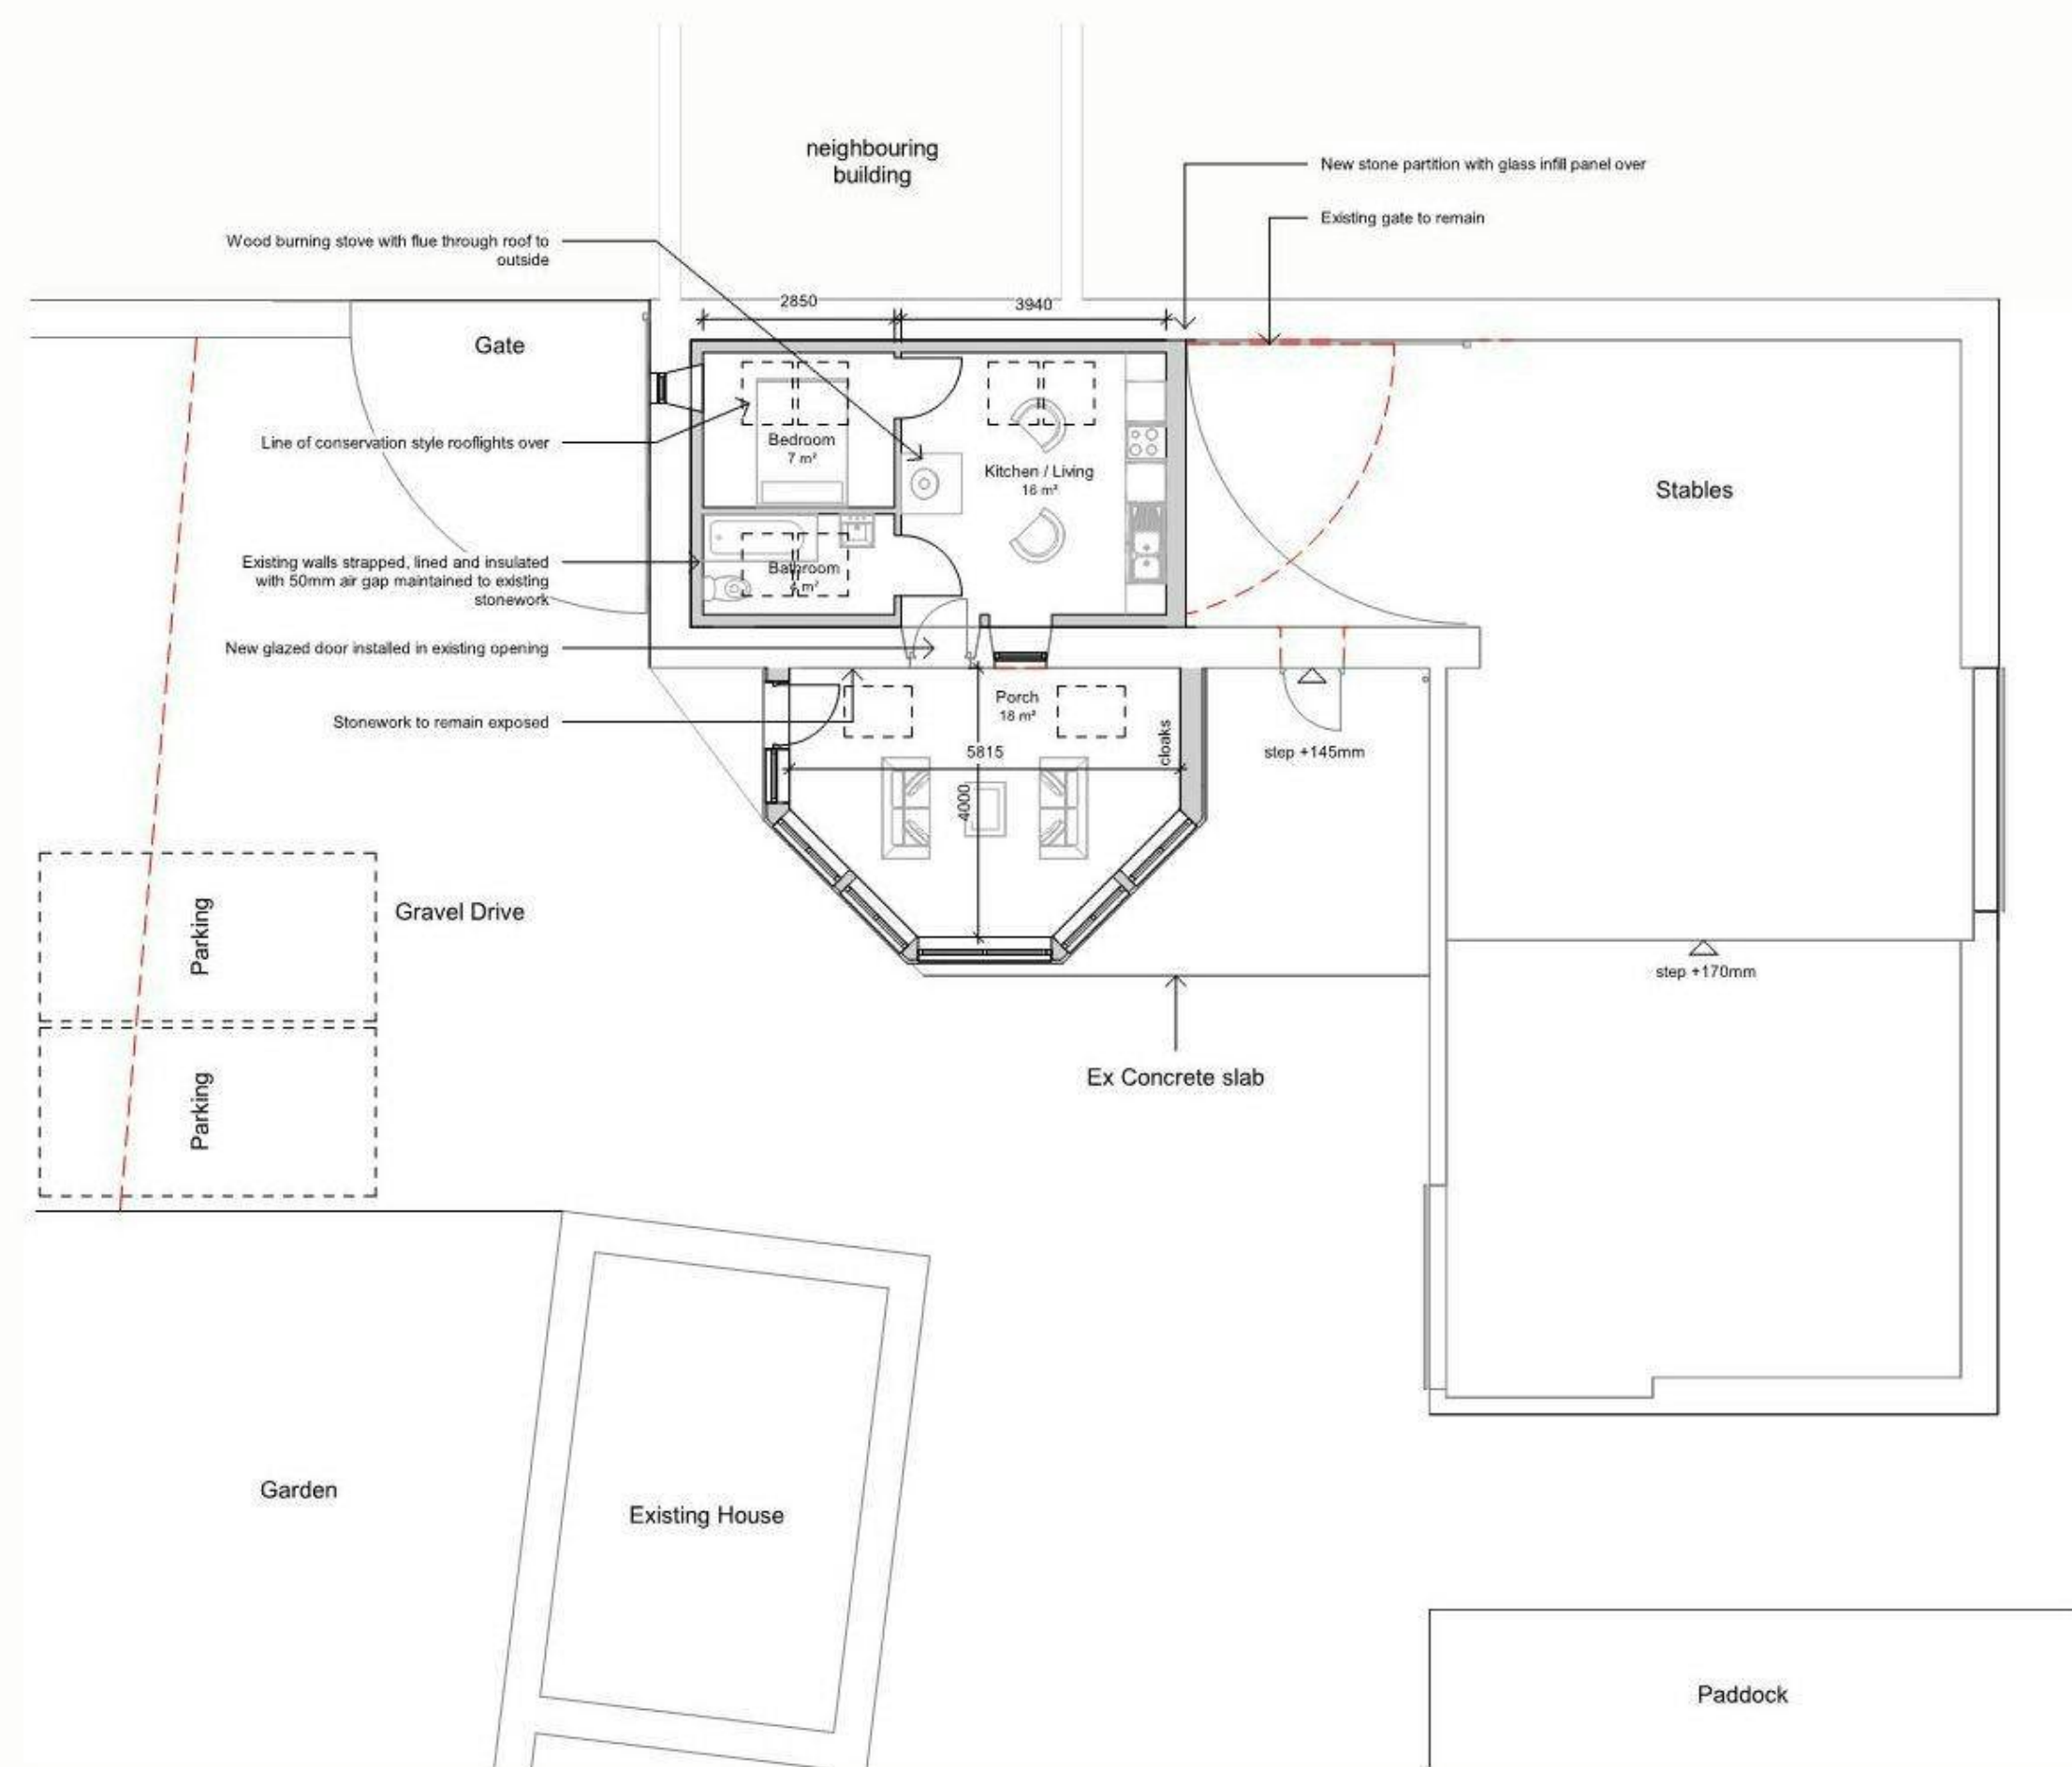 neighbouring
building
New stone partition with glass infill panel over
Existing gate to remain
Wood burning stove with flue through roof to
outside
2850
3940
Gate
Line of conservation style rooflights over
Bedroom
7 m²
Kitchen / Living
16 m²
Stables
Existing walls strapped, lined and insulated
with 50mm air gap maintained to existing
stonework
Bathroom
m²
New glazed door installed in existing opening
Stonework to remain exposed
Porch
18 m²
cloaks
5815
4000
step +145mm
Parking
Gravel Drive
step +170mm
Parking
Ex Concrete slab
Garden
Existing House
Paddock